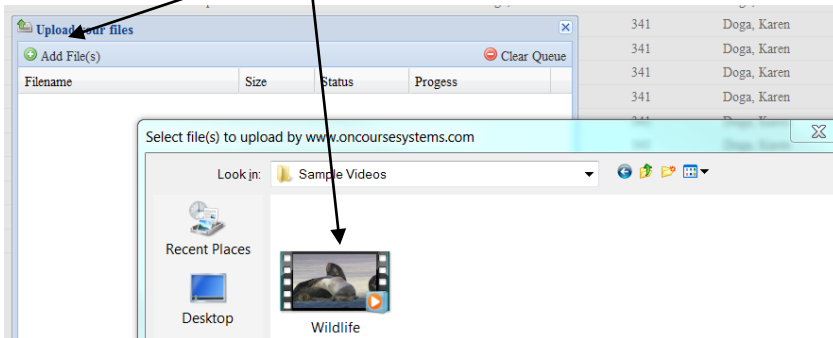 Upload your files
341 Doga, Karen
Add File(s) Clear Queue
341 Doga, Karen
Filename Size Status Progess
341 Doga, Karen
341 Doga, Karen
Select file(s) to upload by www.oncoursesystems.com
Look in: Sample Videos
Recent Places
Desktop
Wildlife